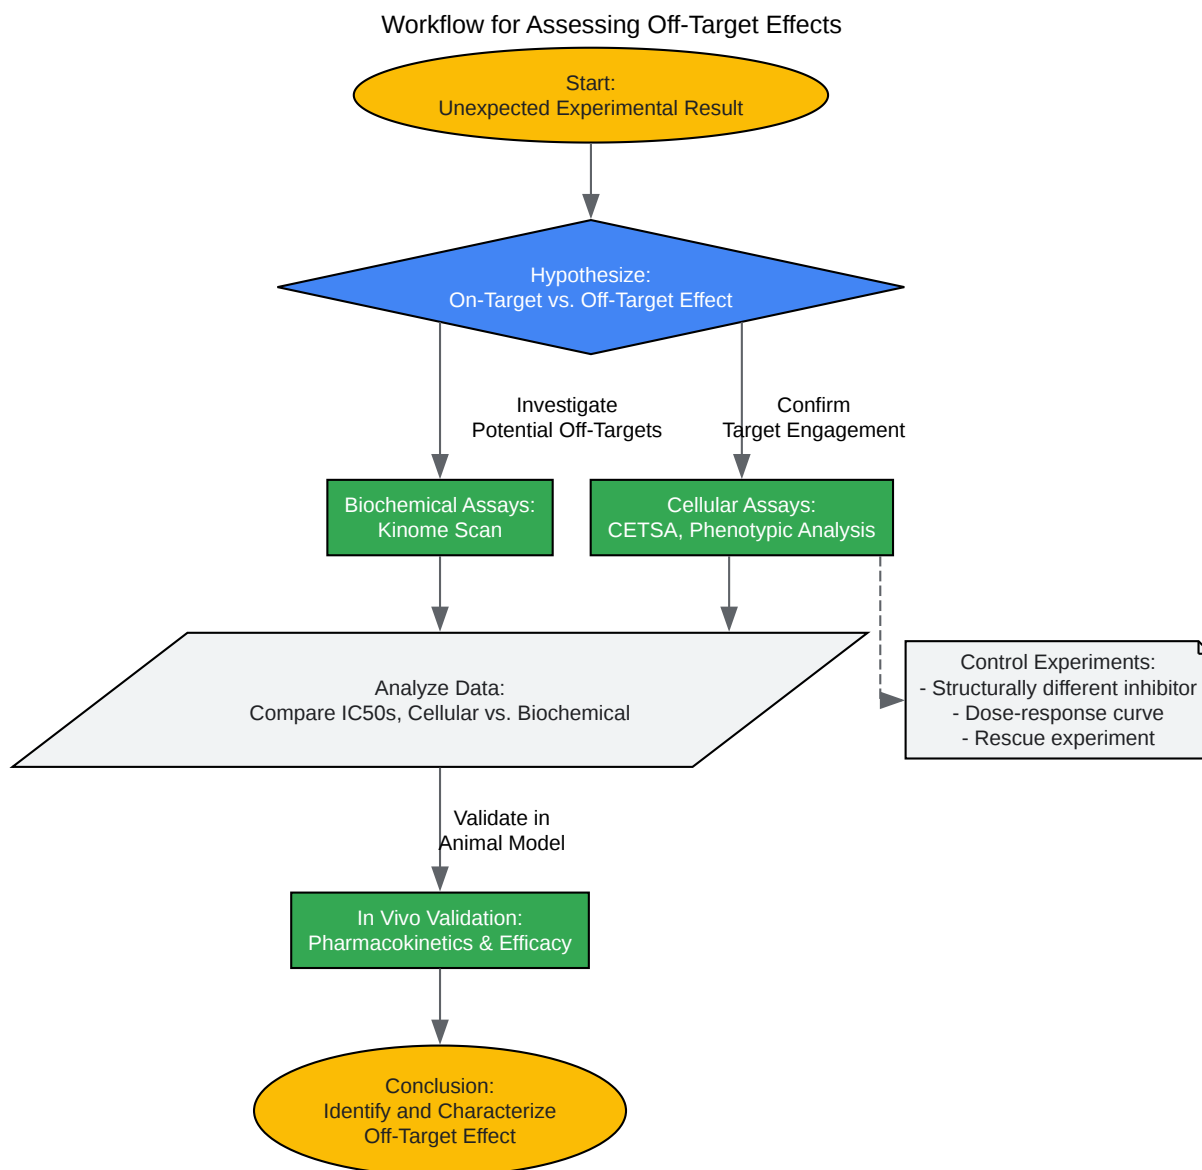 Workflow for Assessing Off-Target Effects
Start:
Unexpected Experimental Result
Hypothesize:
On-Target vs. Off-Target Effect
Investigate
Potential Off-Targets
Confirm
Target Engagement
Biochemical Assays:
Kinome Scan
Cellular Assays:
CETSA, Phenotypic Analysis
Control Experiments:
- Structurally different inhibitor
- Dose-response curve
- Rescue experiment
Analyze Data:
Compare IC50s, Cellular vs. Biochemical
Validate in
Animal Model
In Vivo Validation:
Pharmacokinetics & Efficacy
Conclusion:
Identify and Characterize
Off-Target Effect